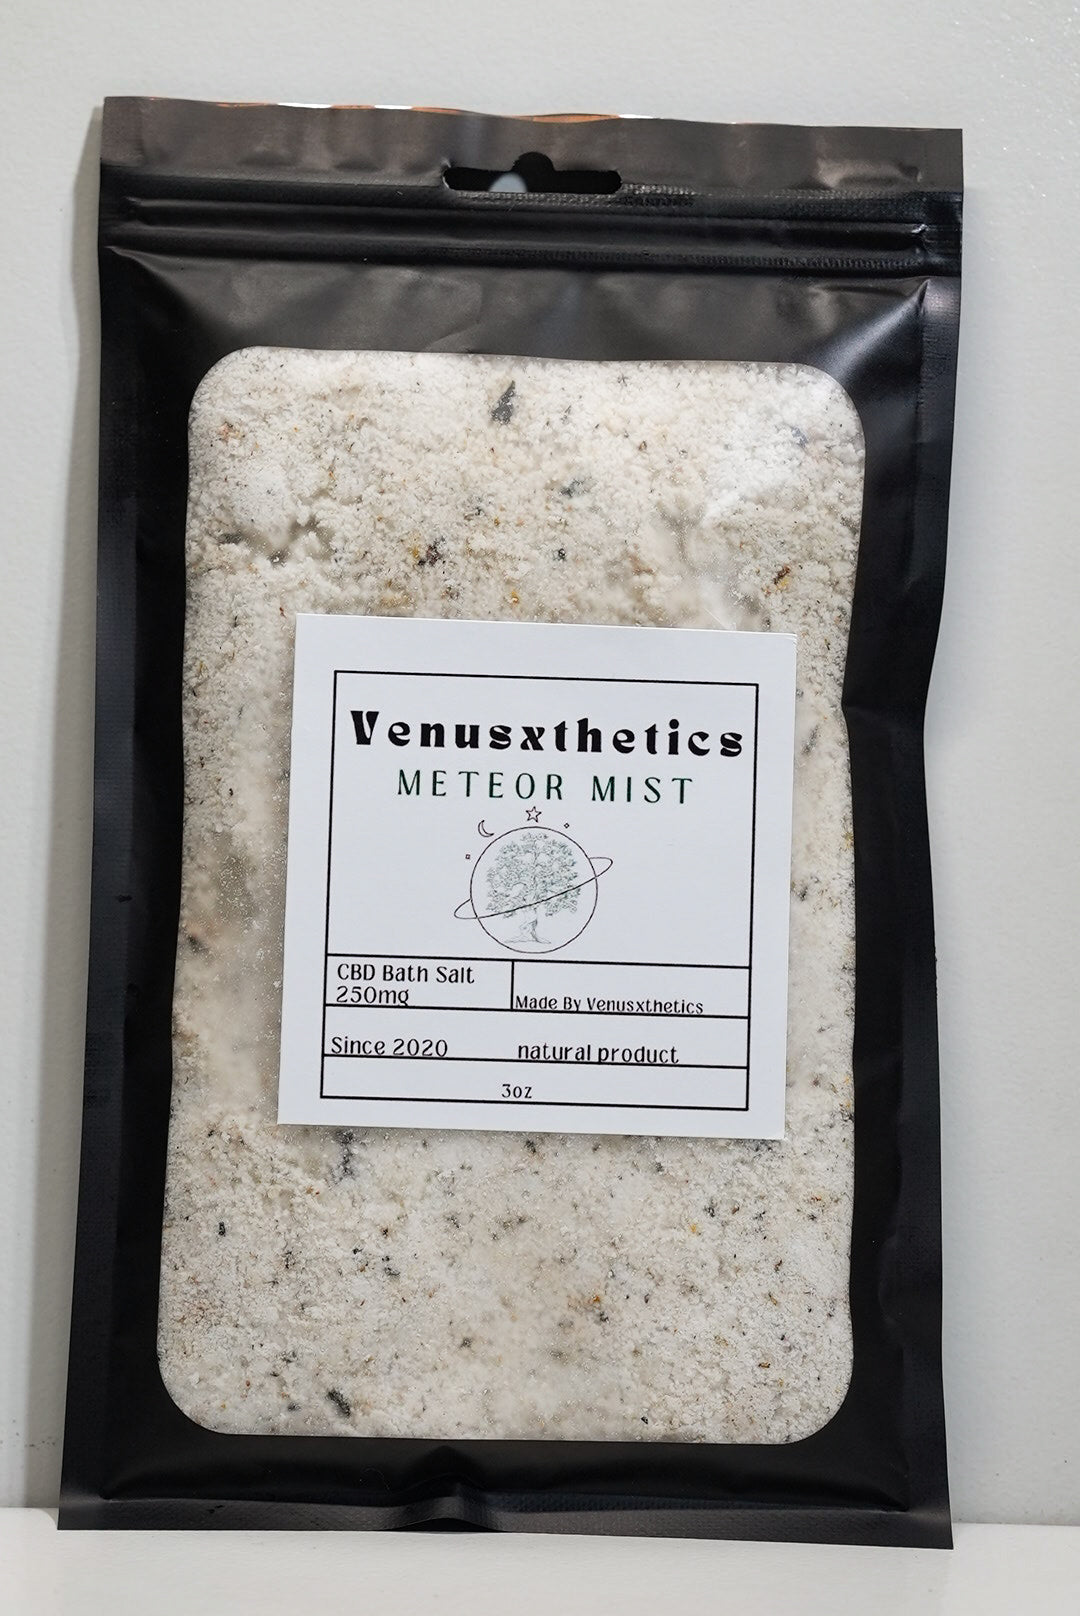 Venusxthetics
METEOR MIST
CBD Bath Salt
250mg
Made By Venusxthetics
Since 2020
natural product
3oz